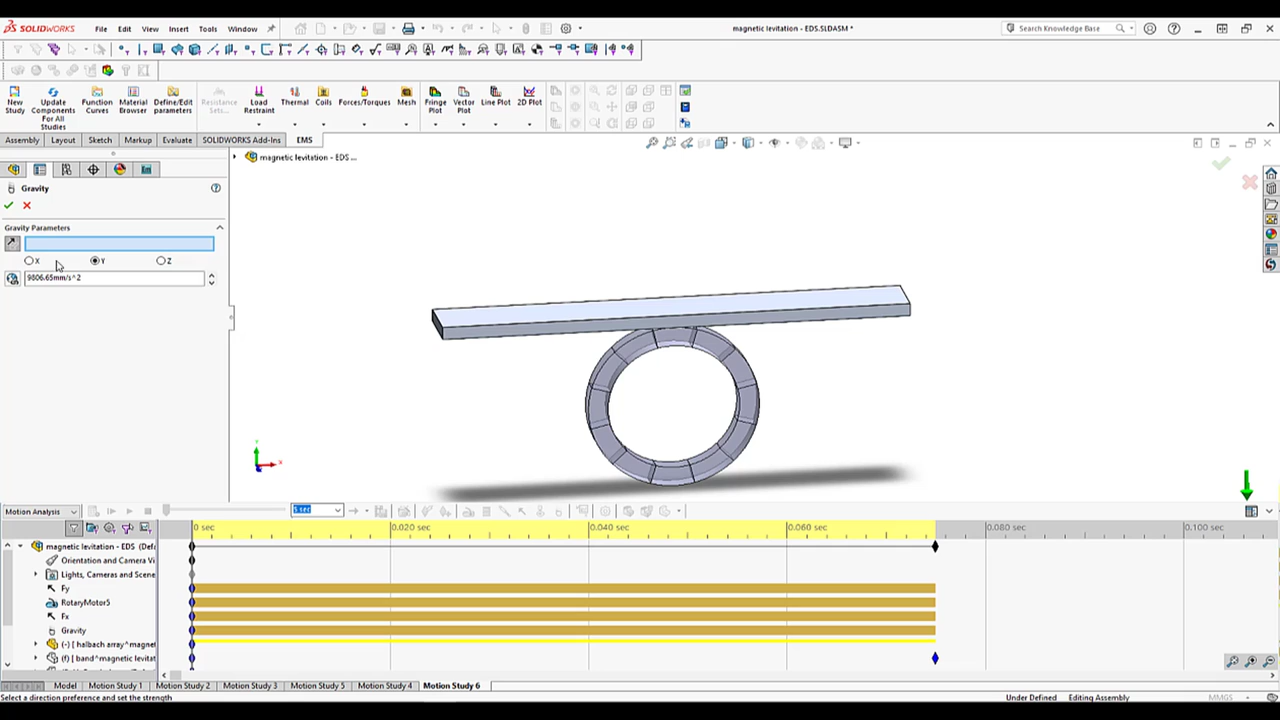 SOLIDWORKS File Edit View Insert Tools Window magnetic levitation - EDS.SLDASM * Search Knowledge Base
New Study Update Components For All Studies Function Curves Material Browser Define/Edit parameters Resistance Sets... Load Restraint Thermal Coils Forces/Torques Mesh Fringe Plot Vector Plot Line Plot 2D Plot
Assembly Layout Sketch Markup Evaluate SOLIDWORKS Add-Ins EMS
magnetic levitation - EDS ...
Gravity
Gravity Parameters
X Y Z
9806.65mm/s^2
Y
X
Motion Analysis 5 sec
0 sec 0.020 sec 0.040 sec 0.060 sec 0.080 sec 0.100 sec
magnetic levitation - EDS (Defa
Orientation and Camera Vi
Lights, Cameras and Scene
Fy
RotaryMotor5
Fx
Gravity
(-) [ halbach array^magnet
(f) [ band^magnetic levitat
Model Motion Study 1 Motion Study 2 Motion Study 3 Motion Study 5 Motion Study 4 Motion Study 6
Select a direction preference and set the strength Under Defined Editing Assembly MMGS